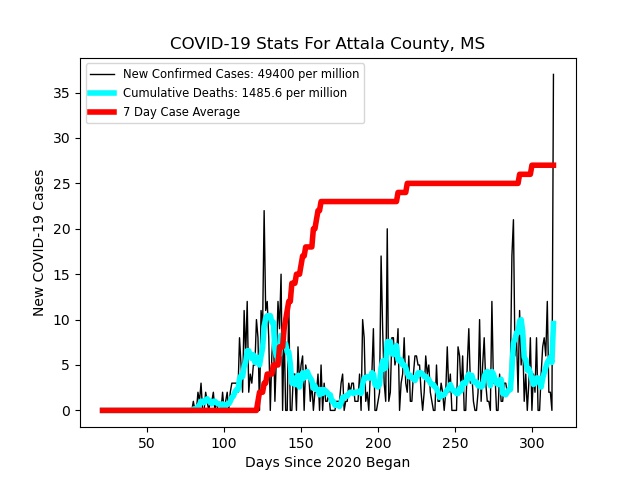 COVID-19 Stats For Attala County, MS
New Confirmed Cases: 49400 per million
Cumulative Deaths: 1485.6 per million
7 Day Case Average
New COVID-19 Cases
35
30
25
20
15
10
5
0
50
100
150
200
250
300
Days Since 2020 Began